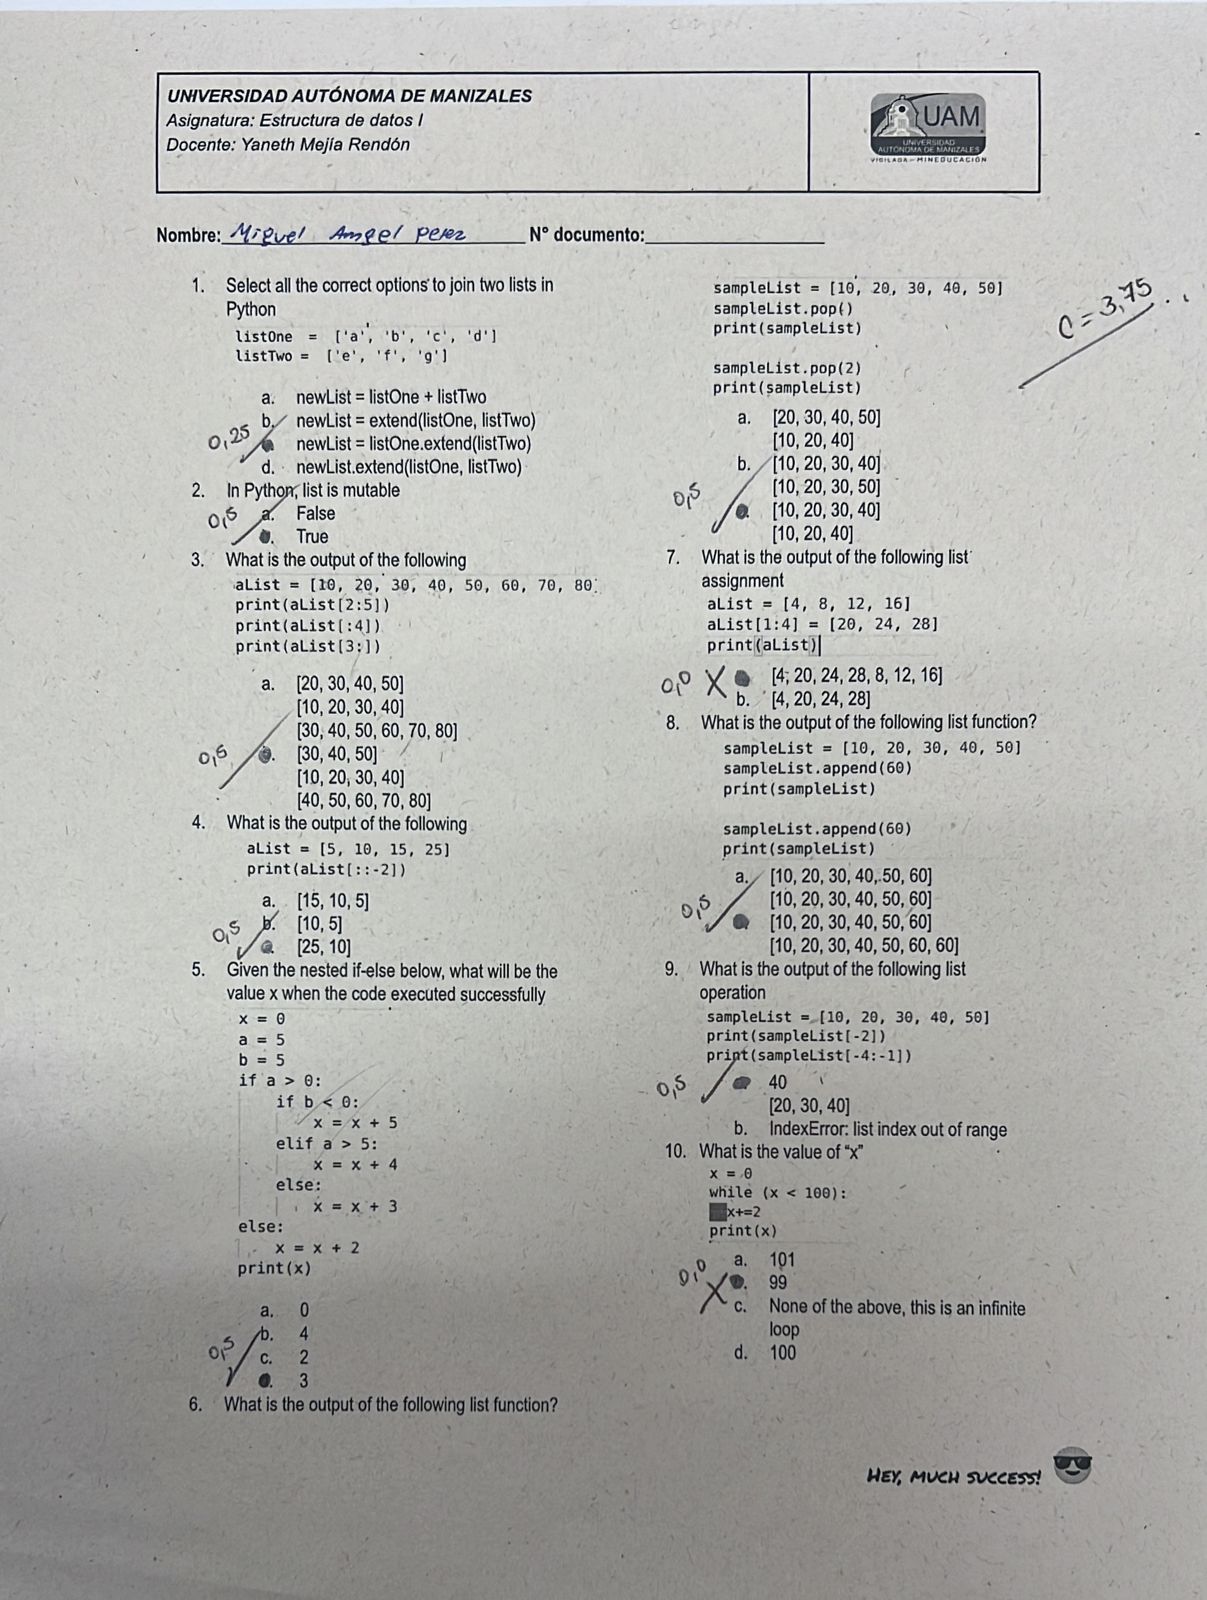 UNIVERSIDAD AUTÓNOMA DE MANIZALES
Asignatura: Estructura de datos I
Docente: Yaneth Mejía Rendón
UAM
UNIVERSIDAD
AUTÓNOMA DE MANIZALES
VIGILADA - MINEDUCACIÓN
Nombre: Miguel Angel Perez N° documento:
1. Select all the correct options to join two lists in
Python
listOne = ['a', 'b', 'c', 'd']
listTwo = ['e', 'f', 'g']
a. newList = listOne + listTwo
b. newList = extend(listOne, listTwo)
0,25 newList = listOne.extend(listTwo)
d. newList.extend(listOne, listTwo)
2. In Python, list is mutable
0,5 a. False
True
3. What is the output of the following
aList = [10, 20, 30, 40, 50, 60, 70, 80]
print(aList[2:5])
print(aList[:4])
print(aList[3:])
a. [20, 30, 40, 50]
[10, 20, 30, 40]
[30, 40, 50, 60, 70, 80]
0,5 [30, 40, 50]
[10, 20, 30, 40]
[40, 50, 60, 70, 80]
4. What is the output of the following
aList = [5, 10, 15, 25]
print(aList[::-2])
a. [15, 10, 5]
0,5 b. [10, 5]
[25, 10]
5. Given the nested if-else below, what will be the
value x when the code executed successfully
x = 0
a = 5
b = 5
if a > 0:
if b < 0:
x = x + 5
elif a > 5:
x = x + 4
else:
x = x + 3
else:
x = x + 2
print(x)
a. 0
b. 4
0,5 c. 2
3
6. What is the output of the following list function?
sampleList = [10, 20, 30, 40, 50]
sampleList.pop()
print(sampleList)
C = 3,75
sampleList.pop(2)
print(sampleList)
a. [20, 30, 40, 50]
[10, 20, 40]
b. [10, 20, 30, 40]
0,5 [10, 20, 30, 50]
[10, 20, 30, 40]
[10, 20, 40]
7. What is the output of the following list
assignment
aList = [4, 8, 12, 16]
aList[1:4] = [20, 24, 28]
print(aList)
0,0 X [4, 20, 24, 28, 8, 12, 16]
b. [4, 20, 24, 28]
8. What is the output of the following list function?
sampleList = [10, 20, 30, 40, 50]
sampleList.append(60)
print(sampleList)
sampleList.append(60)
print(sampleList)
a. [10, 20, 30, 40, 50, 60]
0,5 [10, 20, 30, 40, 50, 60]
[10, 20, 30, 40, 50, 60]
[10, 20, 30, 40, 50, 60, 60]
9. What is the output of the following list
operation
sampleList = [10, 20, 30, 40, 50]
print(sampleList[-2])
print(sampleList[-4:-1])
0,5 40
[20, 30, 40]
b. IndexError: list index out of range
10. What is the value of “x”
x = 0
while (x < 100):
x+=2
print(x)
a. 101
0,0 X 99
c. None of the above, this is an infinite
loop
d. 100
HEY, MUCH SUCCESS!